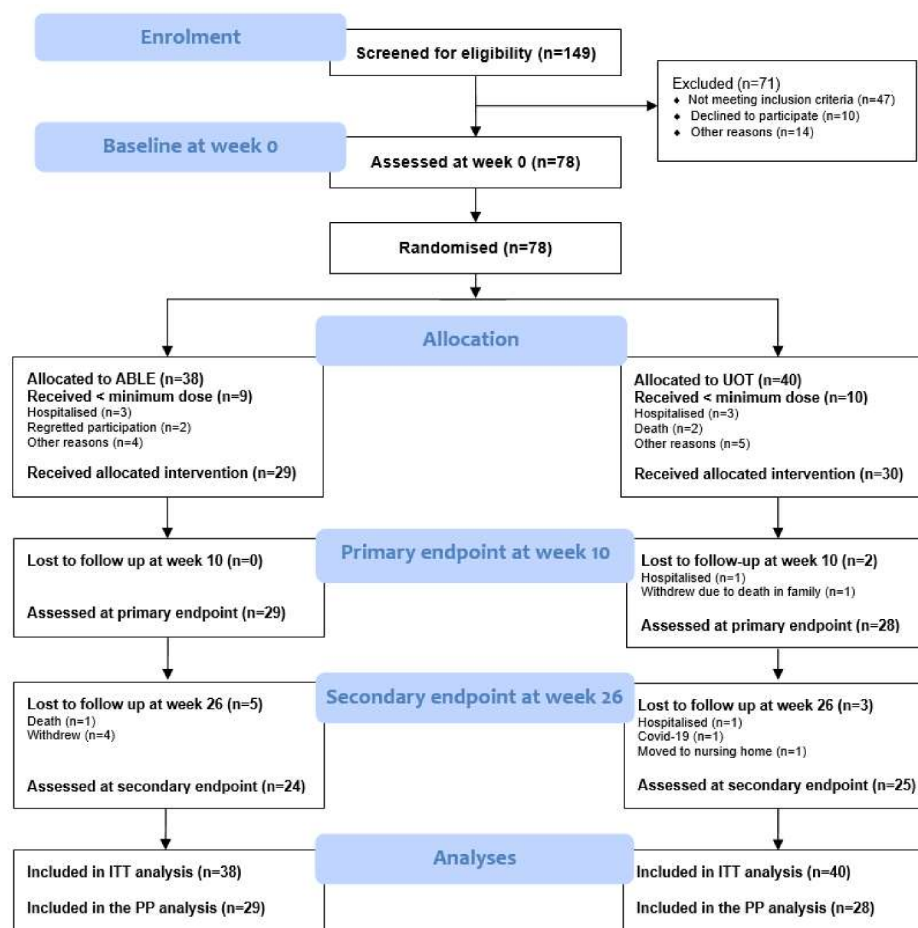 Enrolment
Screened for eligibility (n=149)
Excluded (n=71)
♦ Not meeting inclusion criteria (n=47)
♦ Declined to participate (n=10)
♦ Other reasons (n=14)
Baseline at week 0
Assessed at week 0 (n=78)
Randomised (n=78)
Allocation
Allocated to ABLE (n=38)
Received < minimum dose (n=9)
Hospitalised (n=3)
Regretted participation (n=2)
Other reasons (n=4)
Received allocated intervention (n=29)
Allocated to UOT (n=40)
Received < minimum dose (n=10)
Hospitalised (n=3)
Death (n=2)
Other reasons (n=5)
Received allocated intervention (n=30)
Primary endpoint at week 10
Lost to follow up at week 10 (n=0)
Assessed at primary endpoint (n=29)
Lost to follow-up at week 10 (n=2)
Hospitalised (n=1)
Withdrew due to death in family (n=1)
Assessed at primary endpoint (n=28)
Secondary endpoint at week 26
Lost to follow up at week 26 (n=5)
Death (n=1)
Withdrew (n=4)
Assessed at secondary endpoint (n=24)
Lost to follow up at week 26 (n=3)
Hospitalised (n=1)
Covid-19 (n=1)
Moved to nursing home (n=1)
Assessed at secondary endpoint (n=25)
Analyses
Included in ITT analysis (n=38)
Included in the PP analysis (n=29)
Included in ITT analysis (n=40)
Included in the PP analysis (n=28)